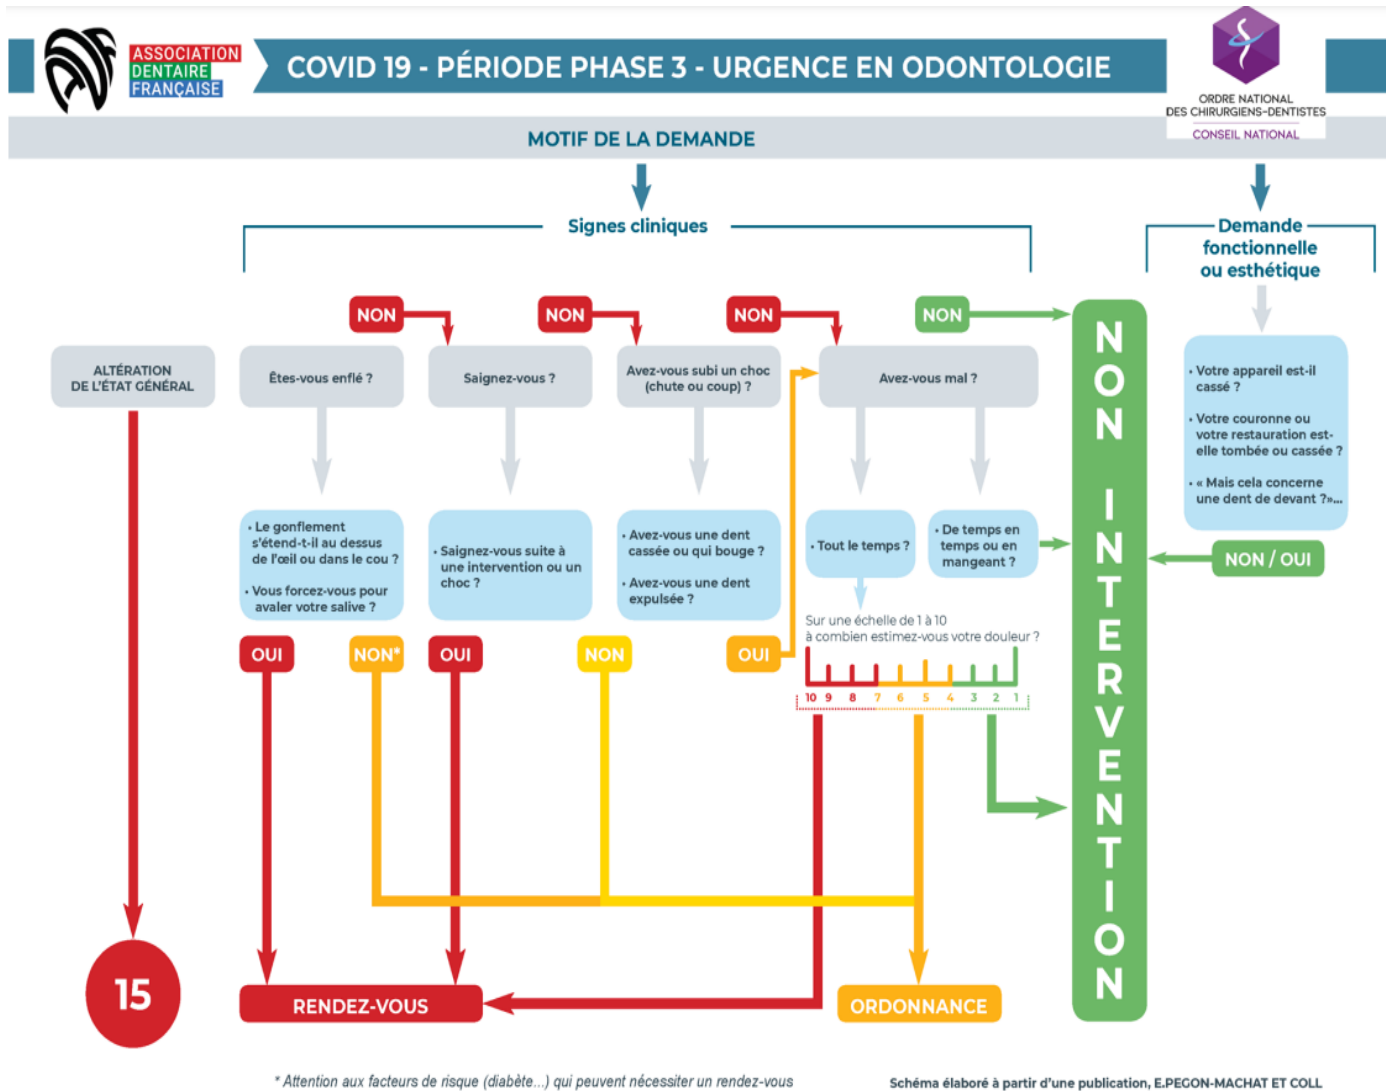 ASSOCIATION
DENTAIRE
FRANÇAISE
COVID 19 - PÉRIODE PHASE 3 - URGENCE EN ODONTOLOGIE
ORDRE NATIONAL
DES CHIRURGIENS-DENTISTES
CONSEIL NATIONAL
MOTIF DE LA DEMANDE
Signes cliniques
Demande
fonctionnelle
ou esthétique
NON
NON
NON
NON
ALTÉRATION
DE L'ÉTAT GÉNÉRAL
Êtes-vous enflé ?
Saignez-vous ?
Avez-vous subi un choc
(chute ou coup) ?
Avez-vous mal ?
• Le gonflement
s'étend-t-il au dessus
de l'œil ou dans le cou ?
• Vous forcez-vous pour
avaler votre salive ?
• Saignez-vous suite à
une intervention ou un
choc ?
• Avez-vous une dent
cassée ou qui bouge ?
• Avez-vous une dent
expulsée ?
• Tout le temps ?
• De temps en
temps ou en
mangeant ?
• Votre appareil est-il
cassé ?
• Votre couronne ou
votre restauration est-
elle tombée ou cassée ?
• « Mais cela concerne
une dent de devant ?»...
NON / OUI
NON INTERVENTION
OUI
NON*
OUI
NON
OUI
Sur une échelle de 1 à 10
à combien estimez-vous votre douleur ?
10 9 8 7 6 5 4 3 2 1
15
RENDEZ-VOUS
ORDONNANCE
* Attention aux facteurs de risque (diabète...) qui peuvent nécessiter un rendez-vous
Schéma élaboré à partir d'une publication, E.PEGON-MACHAT ET COLL